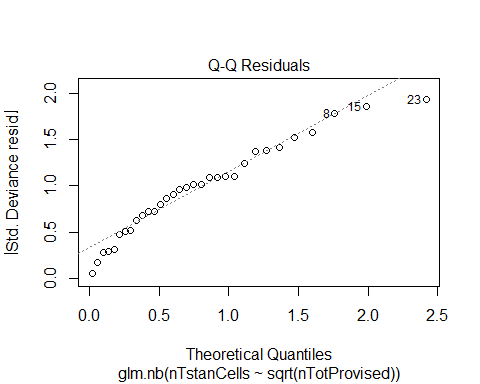 Q-Q Residuals
|Std. Deviance resid.|
2.0
1.5
1.0
0.5
0.0
8
15
23
0.0 0.5 1.0 1.5 2.0 2.5
Theoretical Quantiles
glm.nb(nTstanCells ~ sqrt(nTotProvised))